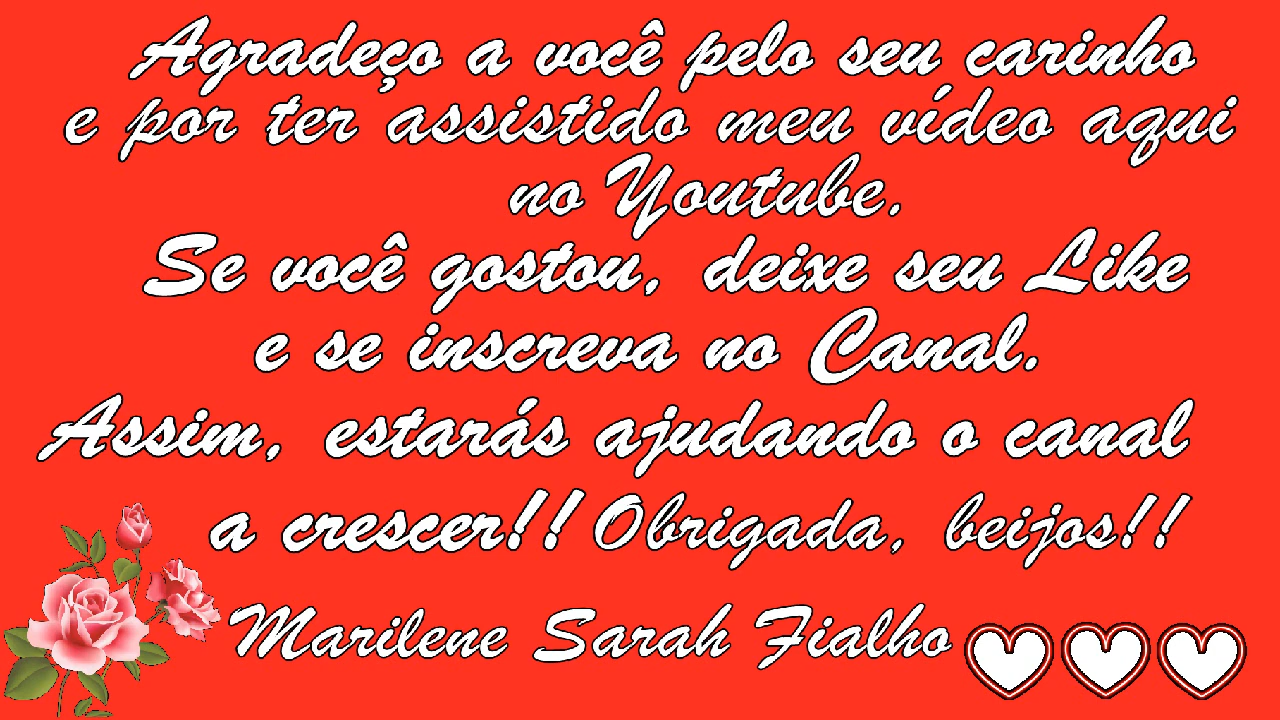 Agradeço a você pelo seu carinho
e por ter assistido meu vídeo aqui
no Youtube.
Se você gostou, deixe seu Like
e se inscreva no Canal.
Assim, estarás ajudando o canal
a crescer!! Obrigada, beijos!!
Marilene Sarah Fialho